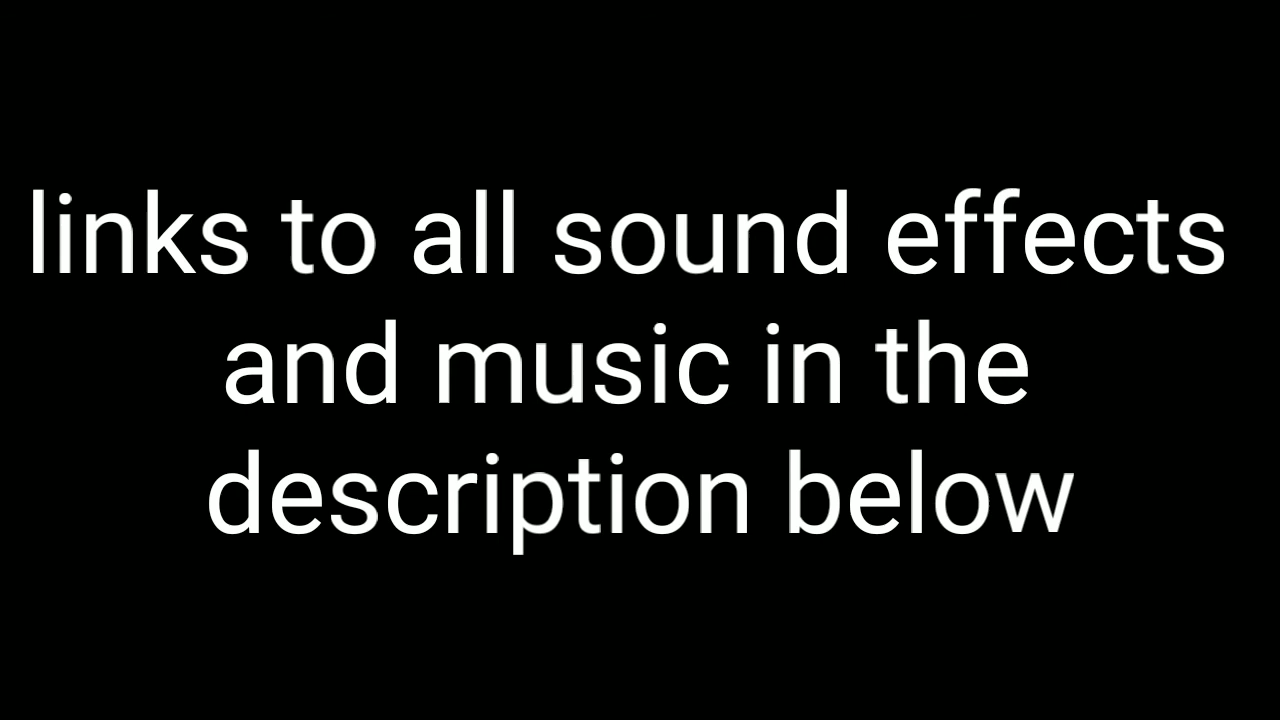 links to all sound effects
and music in the
description below